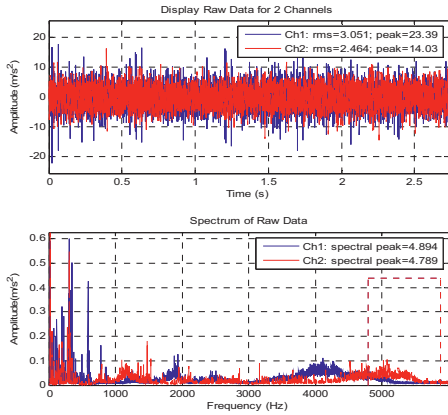 Display Raw Data for 2 Channels
Ch1: rms=3.051; peak=23.39
Ch2: rms=2.464; peak=14.03
Amplitude (m/s²)
20
10
0
-10
-20
0 0.5 1 1.5 2 2.5
Time (s)
Spectrum of Raw Data
Ch1: spectral peak=4.894
Ch2: spectral peak=4.789
Amplitude(m/s²)
0.6
0.5
0.4
0.3
0.2
0.1
0
0 1000 2000 3000 4000 5000
Frequency (Hz)